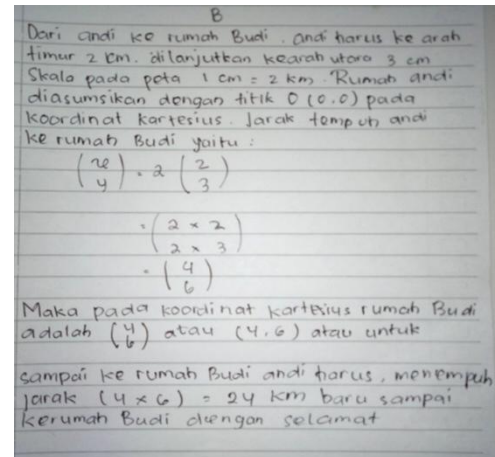 B
Dari andi ke rumah Budi, andi harus ke arah
timur 2 km. dilanjutkan kearah utara 3 cm
Skala pada peta 1 cm = 2 km. Rumah andi
diasumsikan dengan titik O (0.0) pada
koordinat kartesius. Jarak tempuh andi
ke rumah Budi yaitu :
(x y) = 2 (2 3)
= (2 x 2 2 x 3)
= (4 6)
Maka pada koordinat kartesius rumah Budi
adalah (4 6) atau (4.6) atau untuk
sampai ke rumah Budi andi harus, menempuh
jarak (4 x 6) = 24 km baru sampai
kerumah Budi dengan selamat